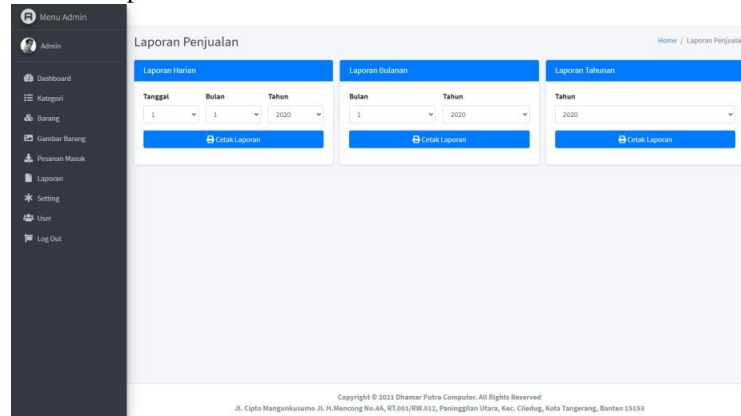 Menu Admin
Admin
Dashboard
Kategori
Barang
Gambar Barang
Pesanan Masuk
Laporan
Setting
User
Log Out
Laporan Penjualan
Home / Laporan Penjuala
Laporan Harian
Tanggal Bulan Tahun
1 1 2020
Cetak Laporan
Laporan Bulanan
Bulan Tahun
1 2020
Cetak Laporan
Laporan Tahunan
Tahun
2020
Cetak Laporan
Copyright © 2021 Dhamar Putra Computer. All Rights Reserved
Jl. Cipto Mangunkusumo Jl. H.Mencong No.4A, RT.001/RW.012, Paninggilan Utara, Kec. Ciledug, Kota Tangerang, Banten 15153